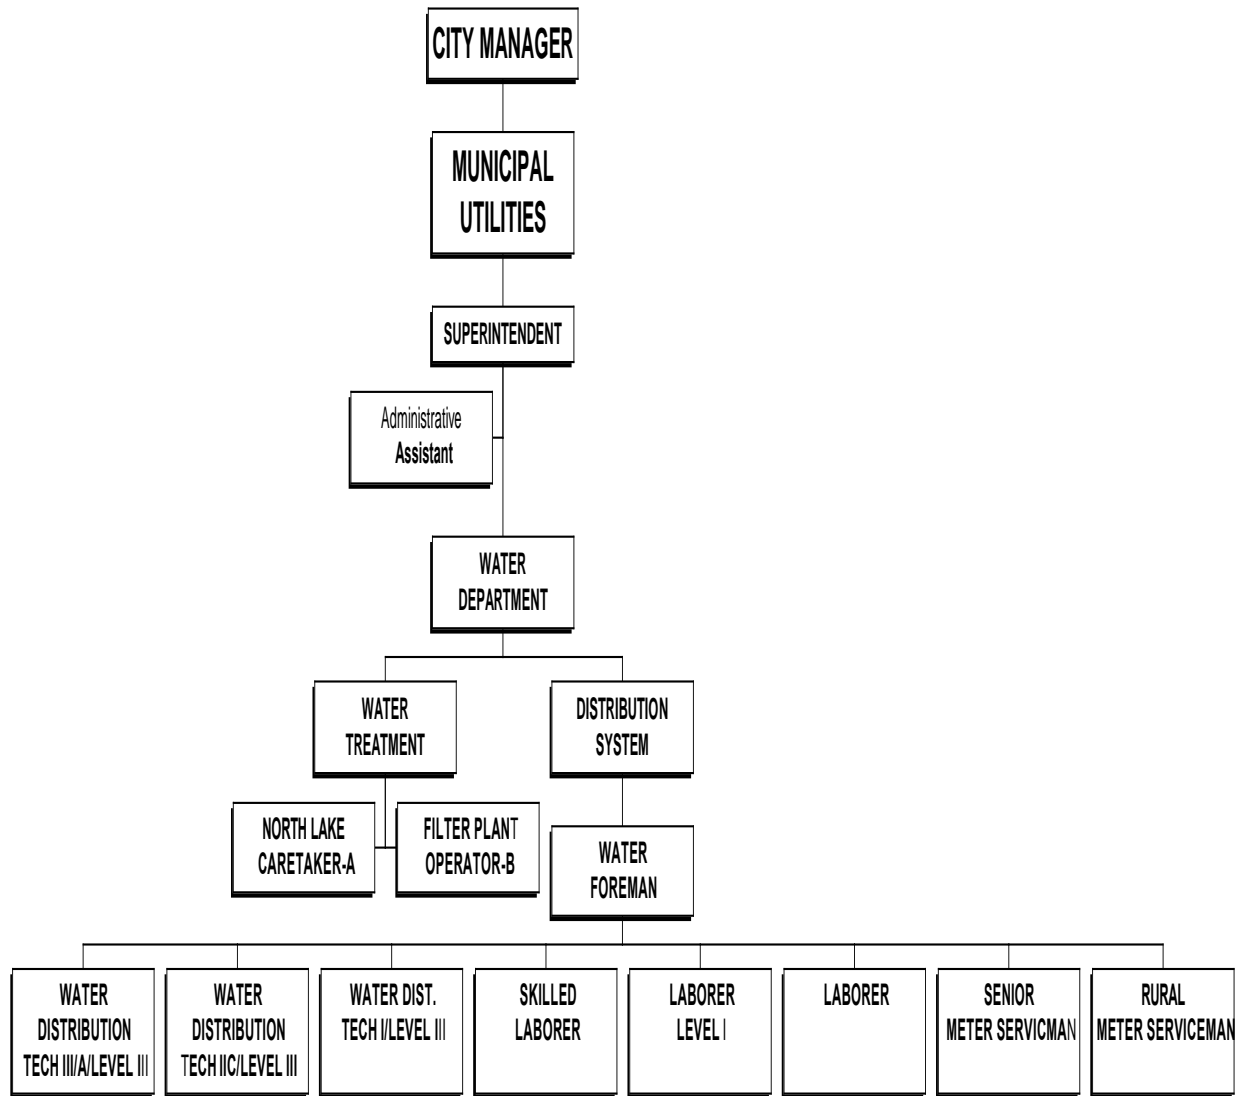 CITY MANAGER
MUNICIPAL
UTILITIES
SUPERINTENDENT
Administrative
Assistant
WATER
DEPARTMENT
WATER
TREATMENT
DISTRIBUTION
SYSTEM
NORTH LAKE
CARETAKER-A
FILTER PLANT
OPERATOR-B
WATER
FOREMAN
WATER
DISTRIBUTION
TECH III/A/LEVEL III
WATER
DISTRIBUTION
TECH IIC/LEVEL III
WATER DIST.
TECH I/LEVEL III
SKILLED
LABORER
LABORER
LEVEL I
LABORER
SENIOR
METER SERVICMAN
RURAL
METER SERVICEMAN